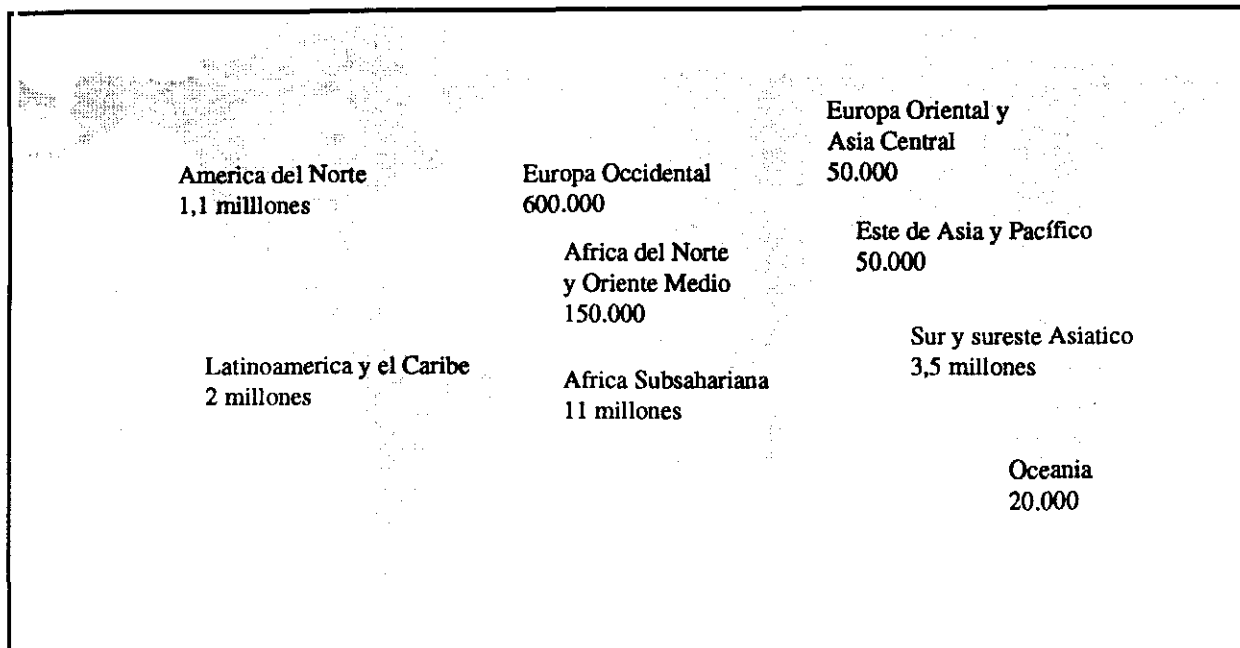 Europa Oriental y
Asia Central
50.000
America del Norte
1,1 milllones
Europa Occidental
600.000
Este de Asia y Pacífico
50.000
Africa del Norte
y Oriente Medio
150.000
Sur y sureste Asiatico
3,5 millones
Latinoamerica y el Caribe
2 millones
Africa Subsahariana
11 millones
Oceania
20.000